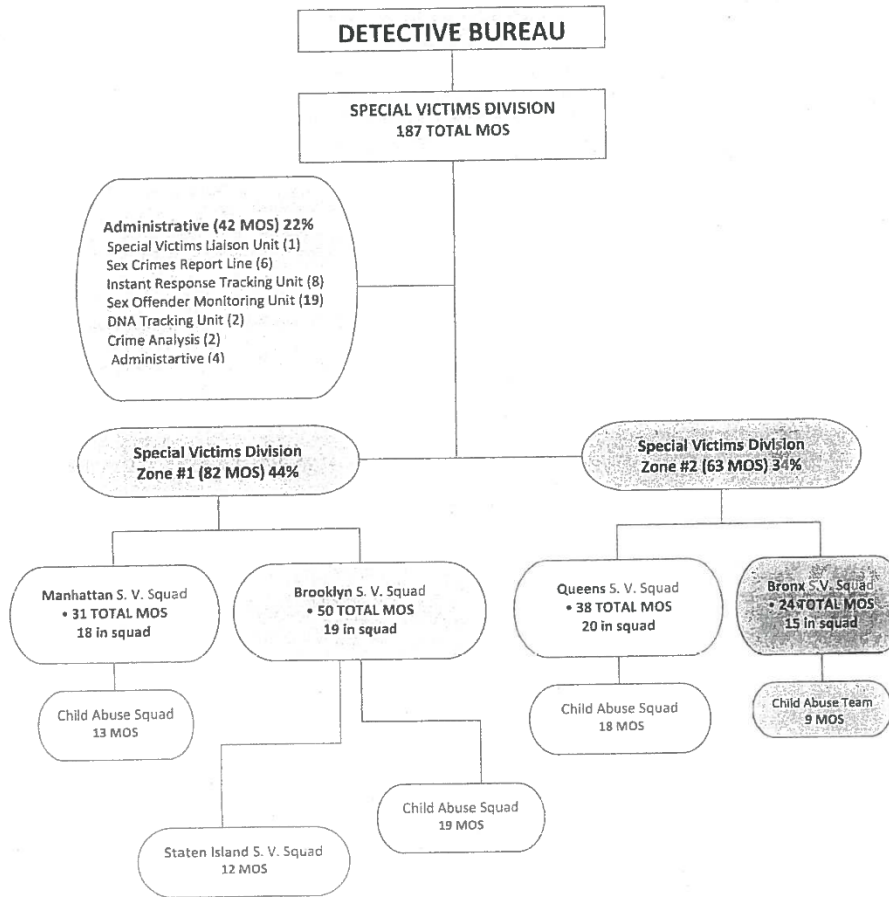 DETECTIVE BUREAU
SPECIAL VICTIMS DIVISION
187 TOTAL MOS
Administrative (42 MOS) 22%
Special Victims Liaison Unit (1)
Sex Crimes Report Line (6)
Instant Response Tracking Unit (8)
Sex Offender Monitoring Unit (19)
DNA Tracking Unit (2)
Crime Analysis (2)
Administartive (4)
Special Victims Division
Zone #1 (82 MOS) 44%
Special Victims Division
Zone #2 (63 MOS) 34%
Manhattan S. V. Squad
• 31 TOTAL MOS
18 in squad
Brooklyn S. V. Squad
• 50 TOTAL MOS
19 in squad
Queens S. V. Squad
• 38 TOTAL MOS
20 in squad
Bronx S.V. Squad
• 24 TOTAL MOS
15 in squad
Child Abuse Squad
13 MOS
Child Abuse Squad
18 MOS
Child Abuse Team
9 MOS
Child Abuse Squad
19 MOS
Staten Island S. V. Squad
12 MOS